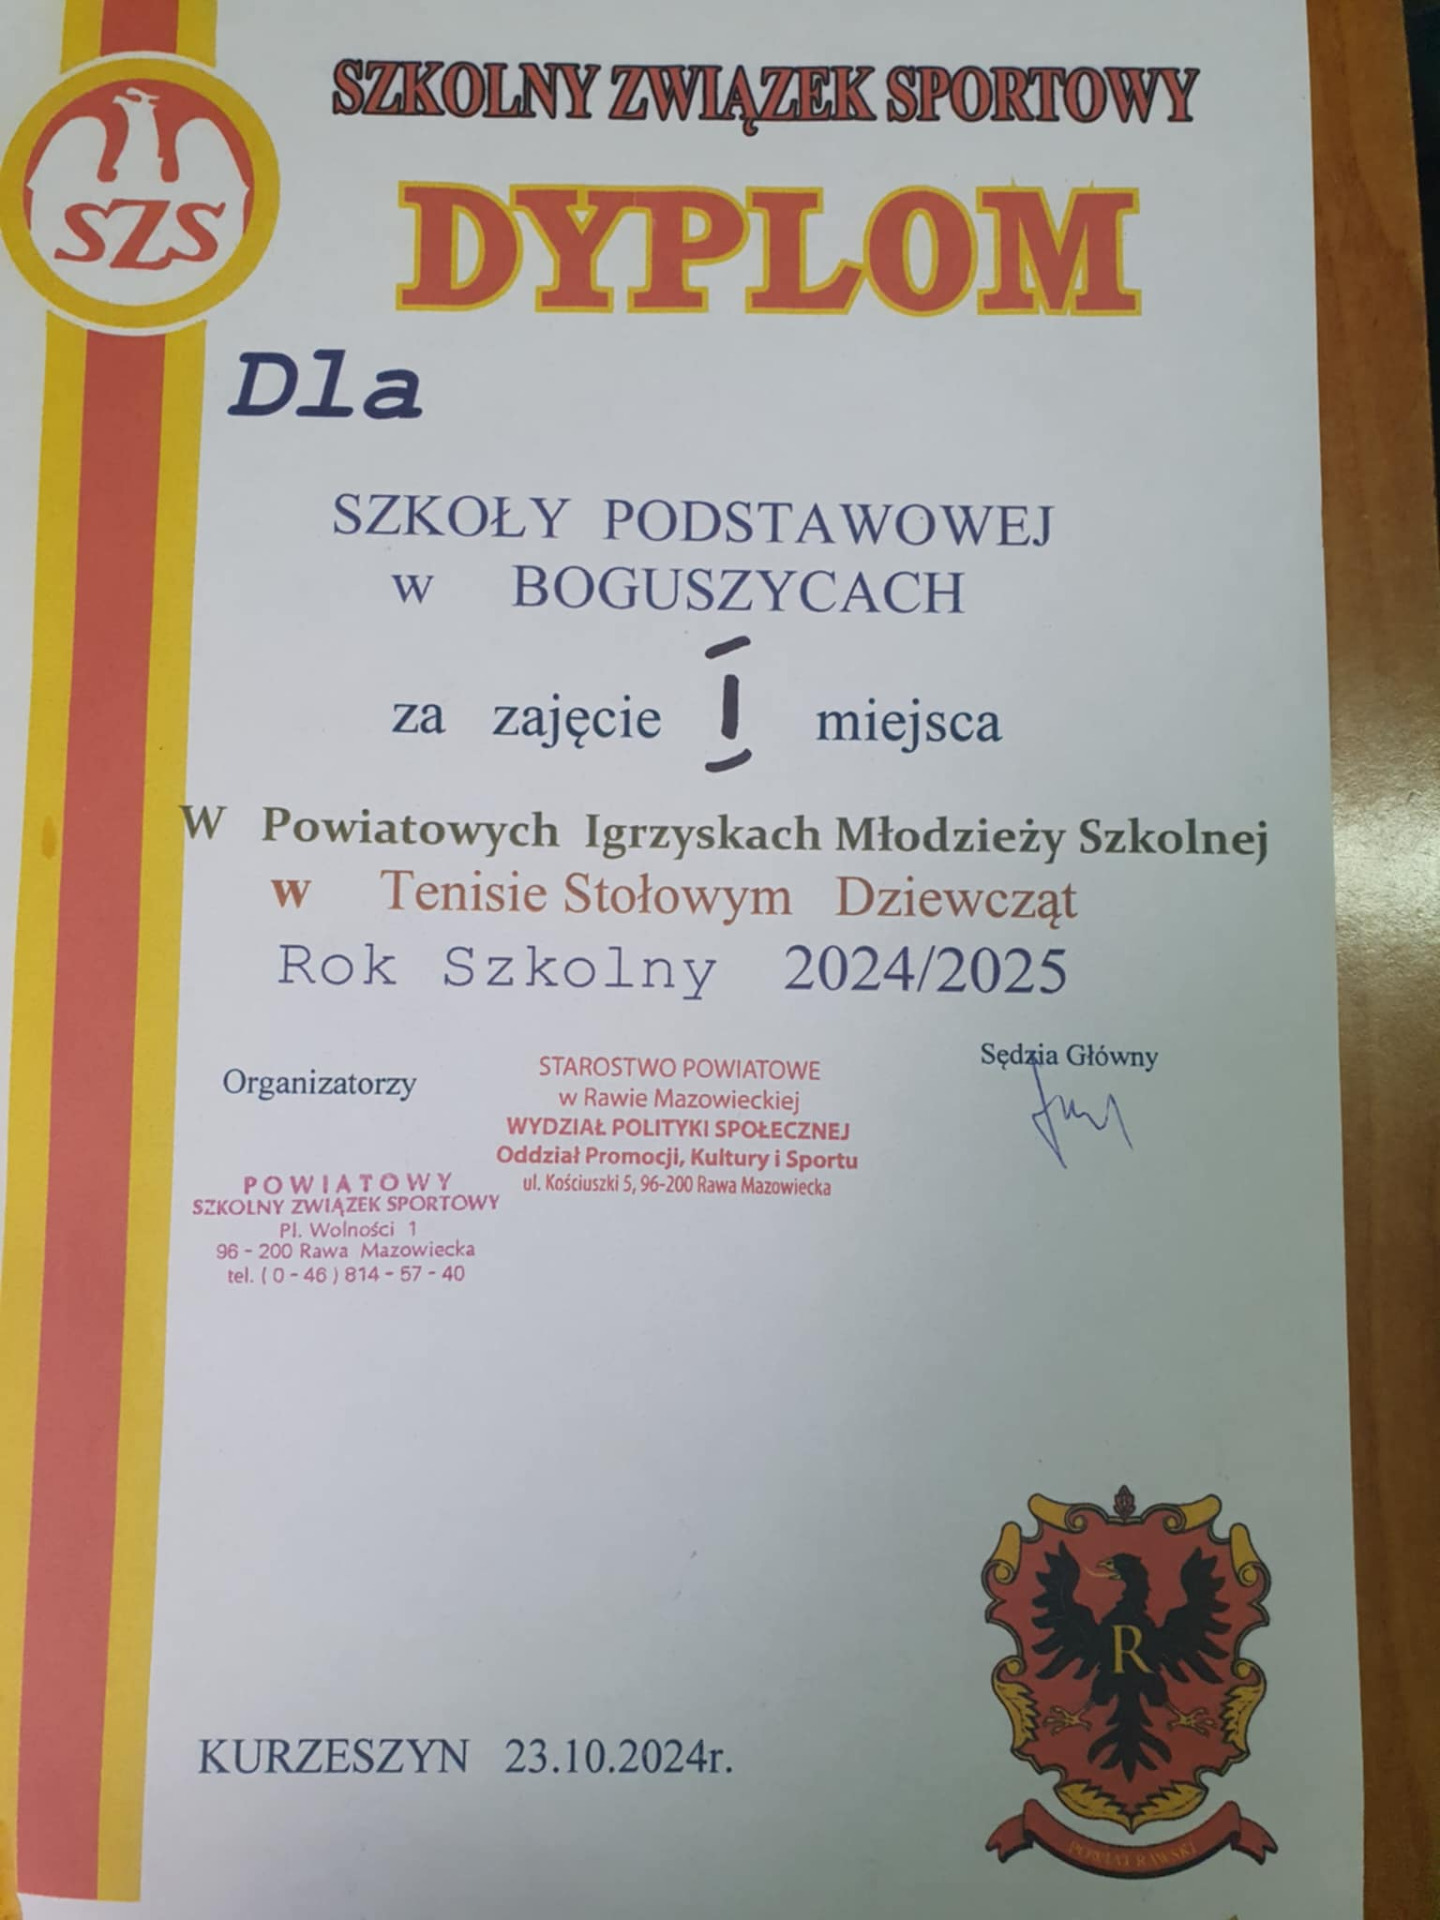 SZKOLNY ZWIĄZEK SPORTOWY
SZS
DYPLOM
Dla
SZKOŁY PODSTAWOWEJ
w BOGUSZYCACH
za zajęcie I miejsca
W Powiatowych Igrzyskach Młodzieży Szkolnej
w Tenisie Stołowym Dziewcząt
Rok Szkolny 2024/2025
Organizatorzy
STAROSTWO POWIATOWE
w Rawie Mazowieckiej
WYDZIAŁ POLITYKI SPOŁECZNEJ
Oddział Promocji, Kultury i Sportu
ul. Kościuszki 5, 96-200 Rawa Mazowiecka
Sędzia Główny
POWIATOWY
SZKOLNY ZWIĄZEK SPORTOWY
Pl. Wolności 1
96 - 200 Rawa Mazowiecka
tel. ( 0 - 46 ) 814 - 57 - 40
R
KURZESZYN 23.10.2024r.
POWIAT RAWSKI